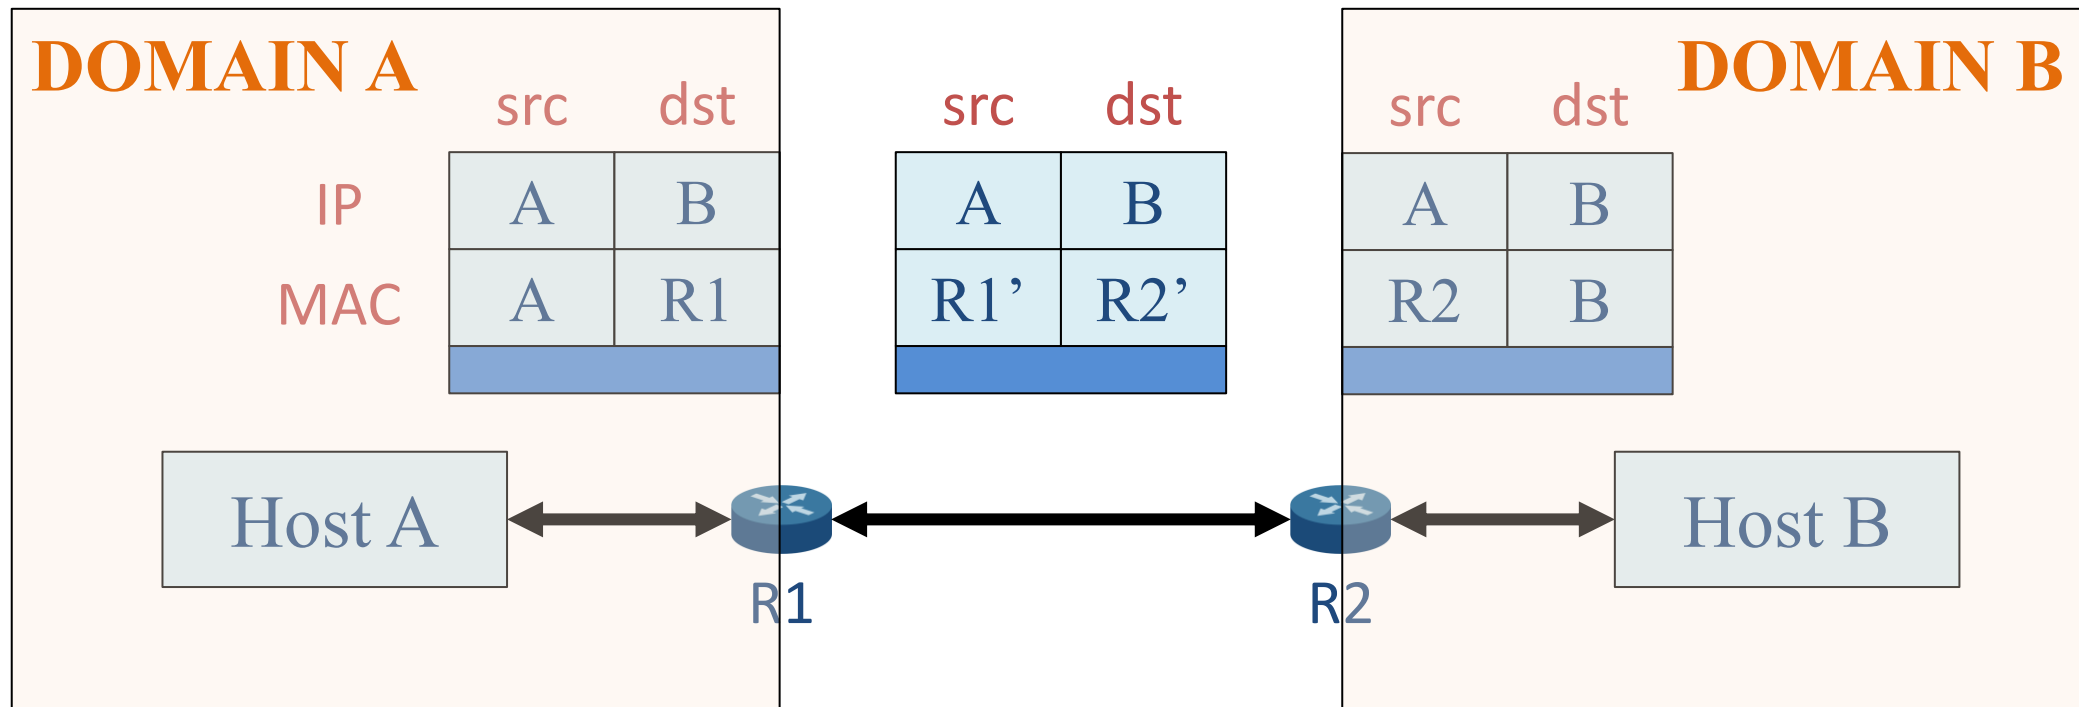 DOMAIN A
DOMAIN B
src dst
src dst
src dst
IP A B
A B
A B
MAC A R1
R1’ R2’
R2 B
Host A
Host B
R1
R2